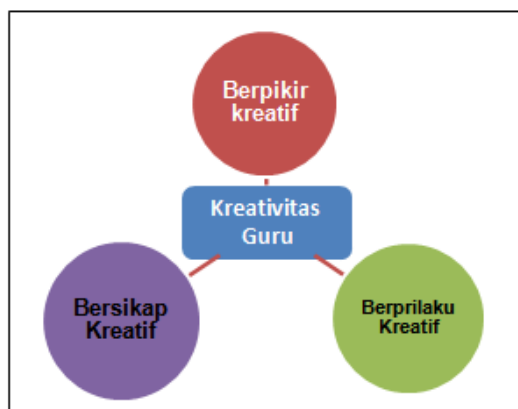 Berpikir
kreatif
Kreativitas
Guru
Bersikap
Kreatif
Berprilaku
Kreatif